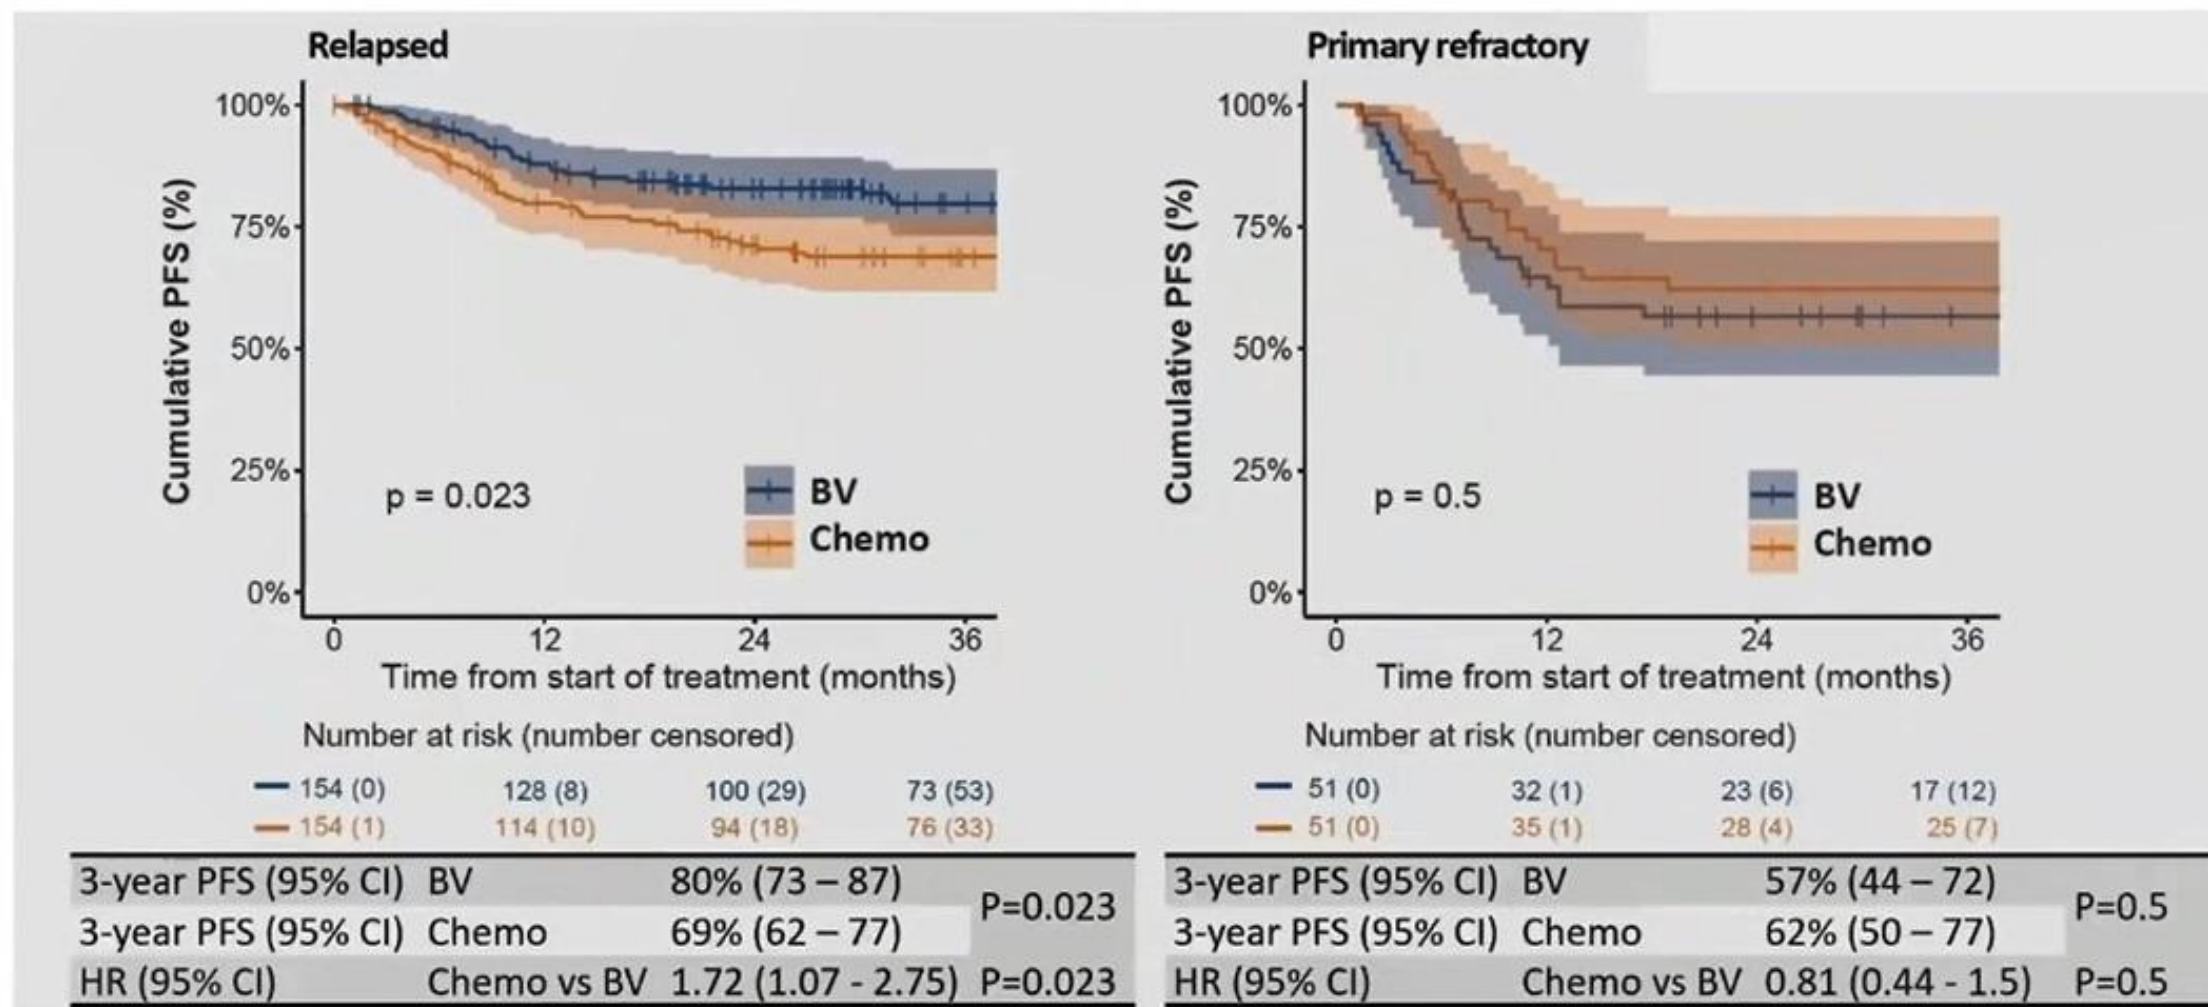 Relapsed
100%
75%
50%
25%
0%
Cumulative PFS (%)
p = 0.023
BV
Chemo
0 12 24 36
Time from start of treatment (months)
Number at risk (number censored)
154 (0) 128 (8) 100 (29) 73 (53)
154 (1) 114 (10) 94 (18) 76 (33)
3-year PFS (95% CI) BV 80% (73 – 87) P=0.023
3-year PFS (95% CI) Chemo 69% (62 – 77)
HR (95% CI) Chemo vs BV 1.72 (1.07 - 2.75) P=0.023
Primary refractory
100%
75%
50%
25%
0%
Cumulative PFS (%)
p = 0.5
BV
Chemo
0 12 24 36
Time from start of treatment (months)
Number at risk (number censored)
51 (0) 32 (1) 23 (6) 17 (12)
51 (0) 35 (1) 28 (4) 25 (7)
3-year PFS (95% CI) BV 57% (44 – 72) P=0.5
3-year PFS (95% CI) Chemo 62% (50 – 77)
HR (95% CI) Chemo vs BV 0.81 (0.44 - 1.5) P=0.5